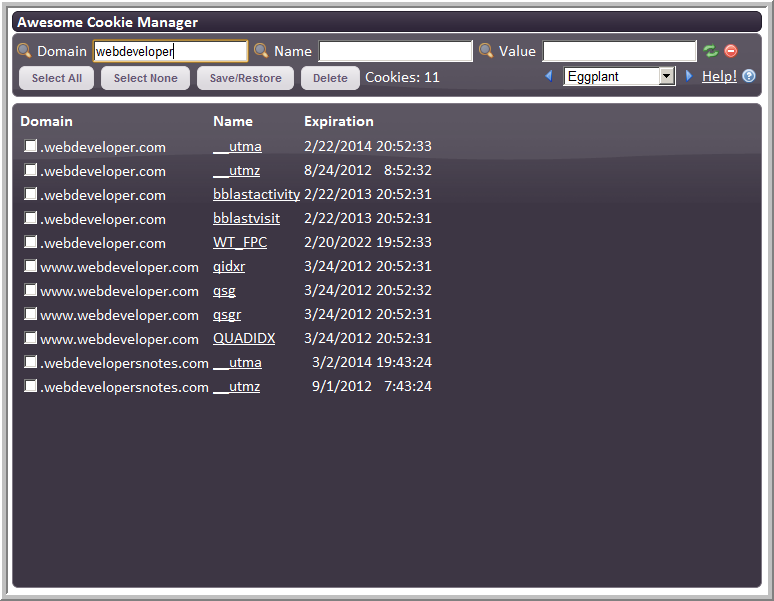 Awesome Cookie Manager
Domain webdeveloper Name Value
Select All Select None Save/Restore Delete Cookies: 11 Eggplant Help! ?
Domain Name Expiration
.webdeveloper.com __utma 2/22/2014 20:52:33
.webdeveloper.com __utmz 8/24/2012 8:52:32
.webdeveloper.com bblastactivity 2/22/2013 20:52:31
.webdeveloper.com bblastvisit 2/22/2013 20:52:31
.webdeveloper.com WT_FPC 2/20/2022 19:52:33
www.webdeveloper.com qidxr 3/24/2012 20:52:31
www.webdeveloper.com qsg 3/24/2012 20:52:32
www.webdeveloper.com qsgr 3/24/2012 20:52:31
www.webdeveloper.com QUADIDX 3/24/2012 20:52:31
.webdevelopersnotes.com __utma 3/2/2014 19:43:24
.webdevelopersnotes.com __utmz 9/1/2012 7:43:24